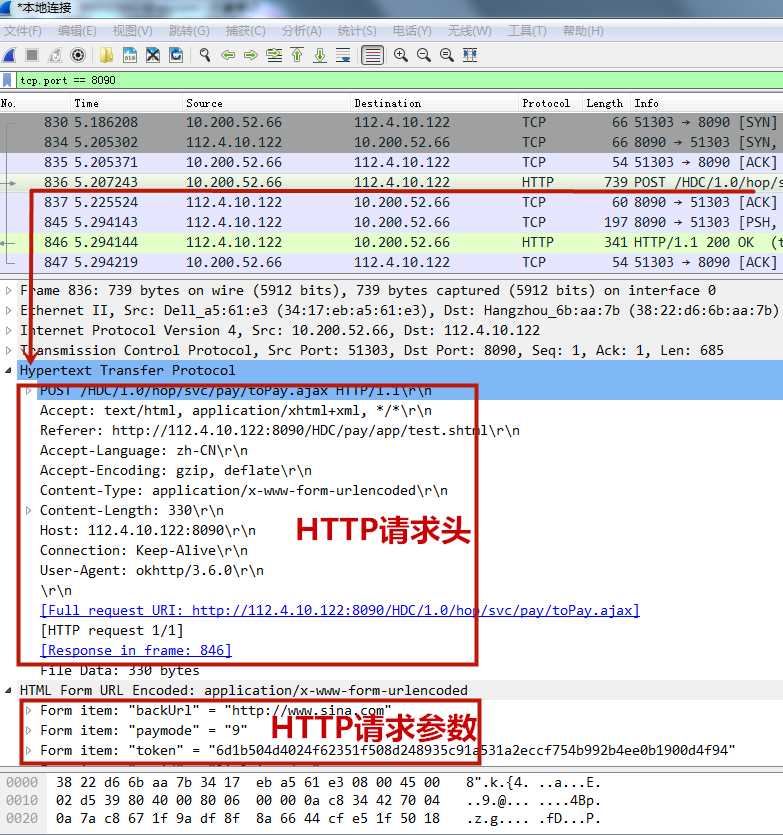 *本地连接
文件(F) 编辑(E) 视图(V) 跳转(G) 捕获(C) 分析(A) 统计(S) 电话(Y) 无线(W) 工具(T) 帮助(H)
tcp.port == 8090
No. Time Source Destination Protocol Length Info
830 5.186208 10.200.52.66 112.4.10.122 TCP 66 51303 → 8090 [SYN]
834 5.205302 112.4.10.122 10.200.52.66 TCP 66 8090 → 51303 [SYN,
835 5.205371 10.200.52.66 112.4.10.122 TCP 54 51303 → 8090 [ACK]
836 5.207243 10.200.52.66 112.4.10.122 HTTP 739 POST /HDC/1.0/hop/s
837 5.225524 112.4.10.122 10.200.52.66 TCP 60 8090 → 51303 [ACK]
845 5.294143 112.4.10.122 10.200.52.66 TCP 197 8090 → 51303 [PSH,
846 5.294144 112.4.10.122 10.200.52.66 HTTP 341 HTTP/1.1 200 OK (t
847 5.294219 10.200.52.66 112.4.10.122 TCP 54 51303 → 8090 [ACK]
Frame 836: 739 bytes on wire (5912 bits), 739 bytes captured (5912 bits) on interface 0
Ethernet II, Src: Dell_a5:61:e3 (34:17:eb:a5:61:e3), Dst: Hangzhou_6b:aa:7b (38:22:d6:6b:aa:7b)
Internet Protocol Version 4, Src: 10.200.52.66, Dst: 112.4.10.122
Transmission Control Protocol, Src Port: 51303, Dst Port: 8090, Seq: 1, Ack: 1, Len: 685
Hypertext Transfer Protocol
POST /HDC/1.0/hop/svc/pay/toPay.ajax HTTP/1.1\r\n
Accept: text/html, application/xhtml+xml, */*\r\n
Referer: http://112.4.10.122:8090/HDC/pay/app/test.shtml\r\n
Accept-Language: zh-CN\r\n
Accept-Encoding: gzip, deflate\r\n
Content-Type: application/x-www-form-urlencoded\r\n
Content-Length: 330\r\n
Host: 112.4.10.122:8090\r\n
HTTP请求头
Connection: Keep-Alive\r\n
User-Agent: okhttp/3.6.0\r\n
\r\n
[Full request URI: http://112.4.10.122:8090/HDC/1.0/hop/svc/pay/toPay.ajax]
[HTTP request 1/1]
[Response in frame: 846]
File Data: 330 bytes
HTML Form URL Encoded: application/x-www-form-urlencoded
Form item: "backUrl" = "http://www.sina.com"
Form item: "paymode" = "9"
HTTP请求参数
Form item: "token" = "6d1b504d4024f62351f508d248935c91a531a2eccf754b992b4ee0b1900d4f94"
0000 38 22 d6 6b aa 7b 34 17 eb a5 61 e3 08 00 45 00 8".k.{4. ..a...E.
0010 02 d5 39 80 40 00 80 06 00 00 0a c8 34 42 70 04 ..9.@... ....4Bp.
0020 0a 7a c8 67 1f 9a df 8f 8a 66 44 cf e5 1f 50 18 .z.g.... .fD...P.